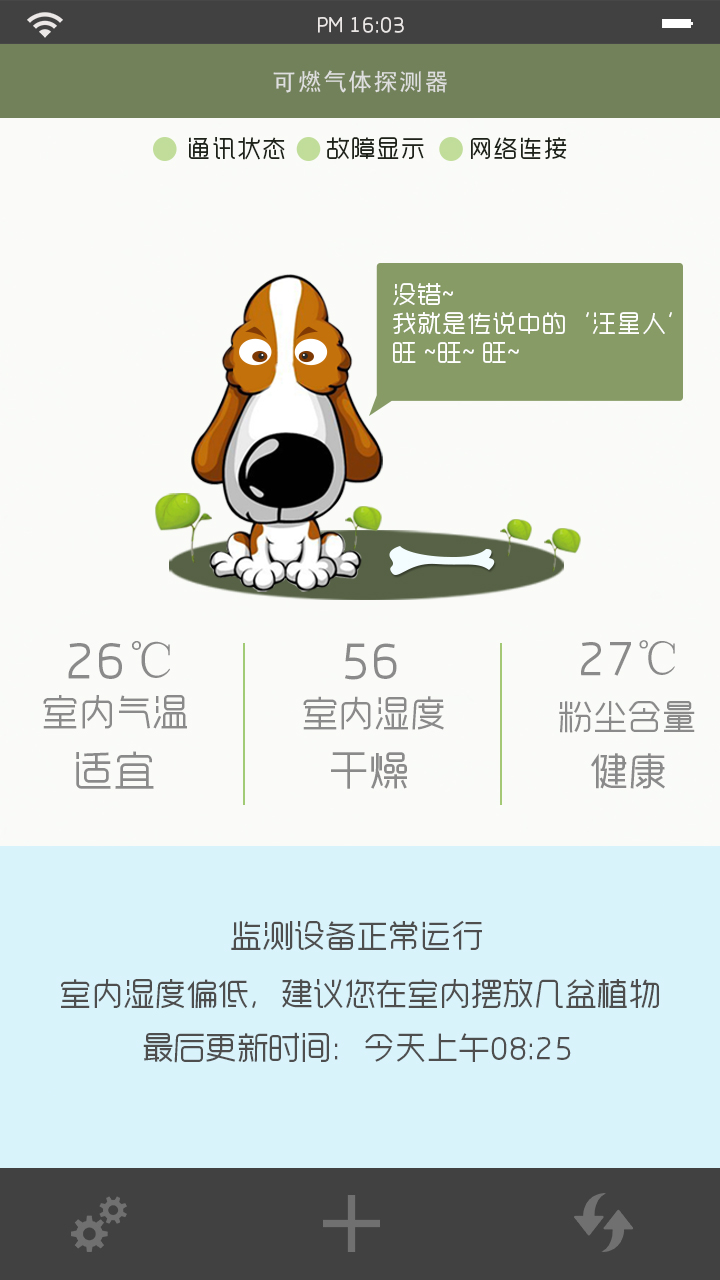 PM 16:03
可燃气体探测器
通讯状态 故障显示 网络连接
没错~
我就是传说中的‘汪星人’
旺 ~旺~ 旺~
26℃ 56 27℃
室内气温 室内湿度 粉尘含量
适宜 干燥 健康
监测设备正常运行
室内湿度偏低，建议您在室内摆放几盆植物
最后更新时间：今天上午08:25